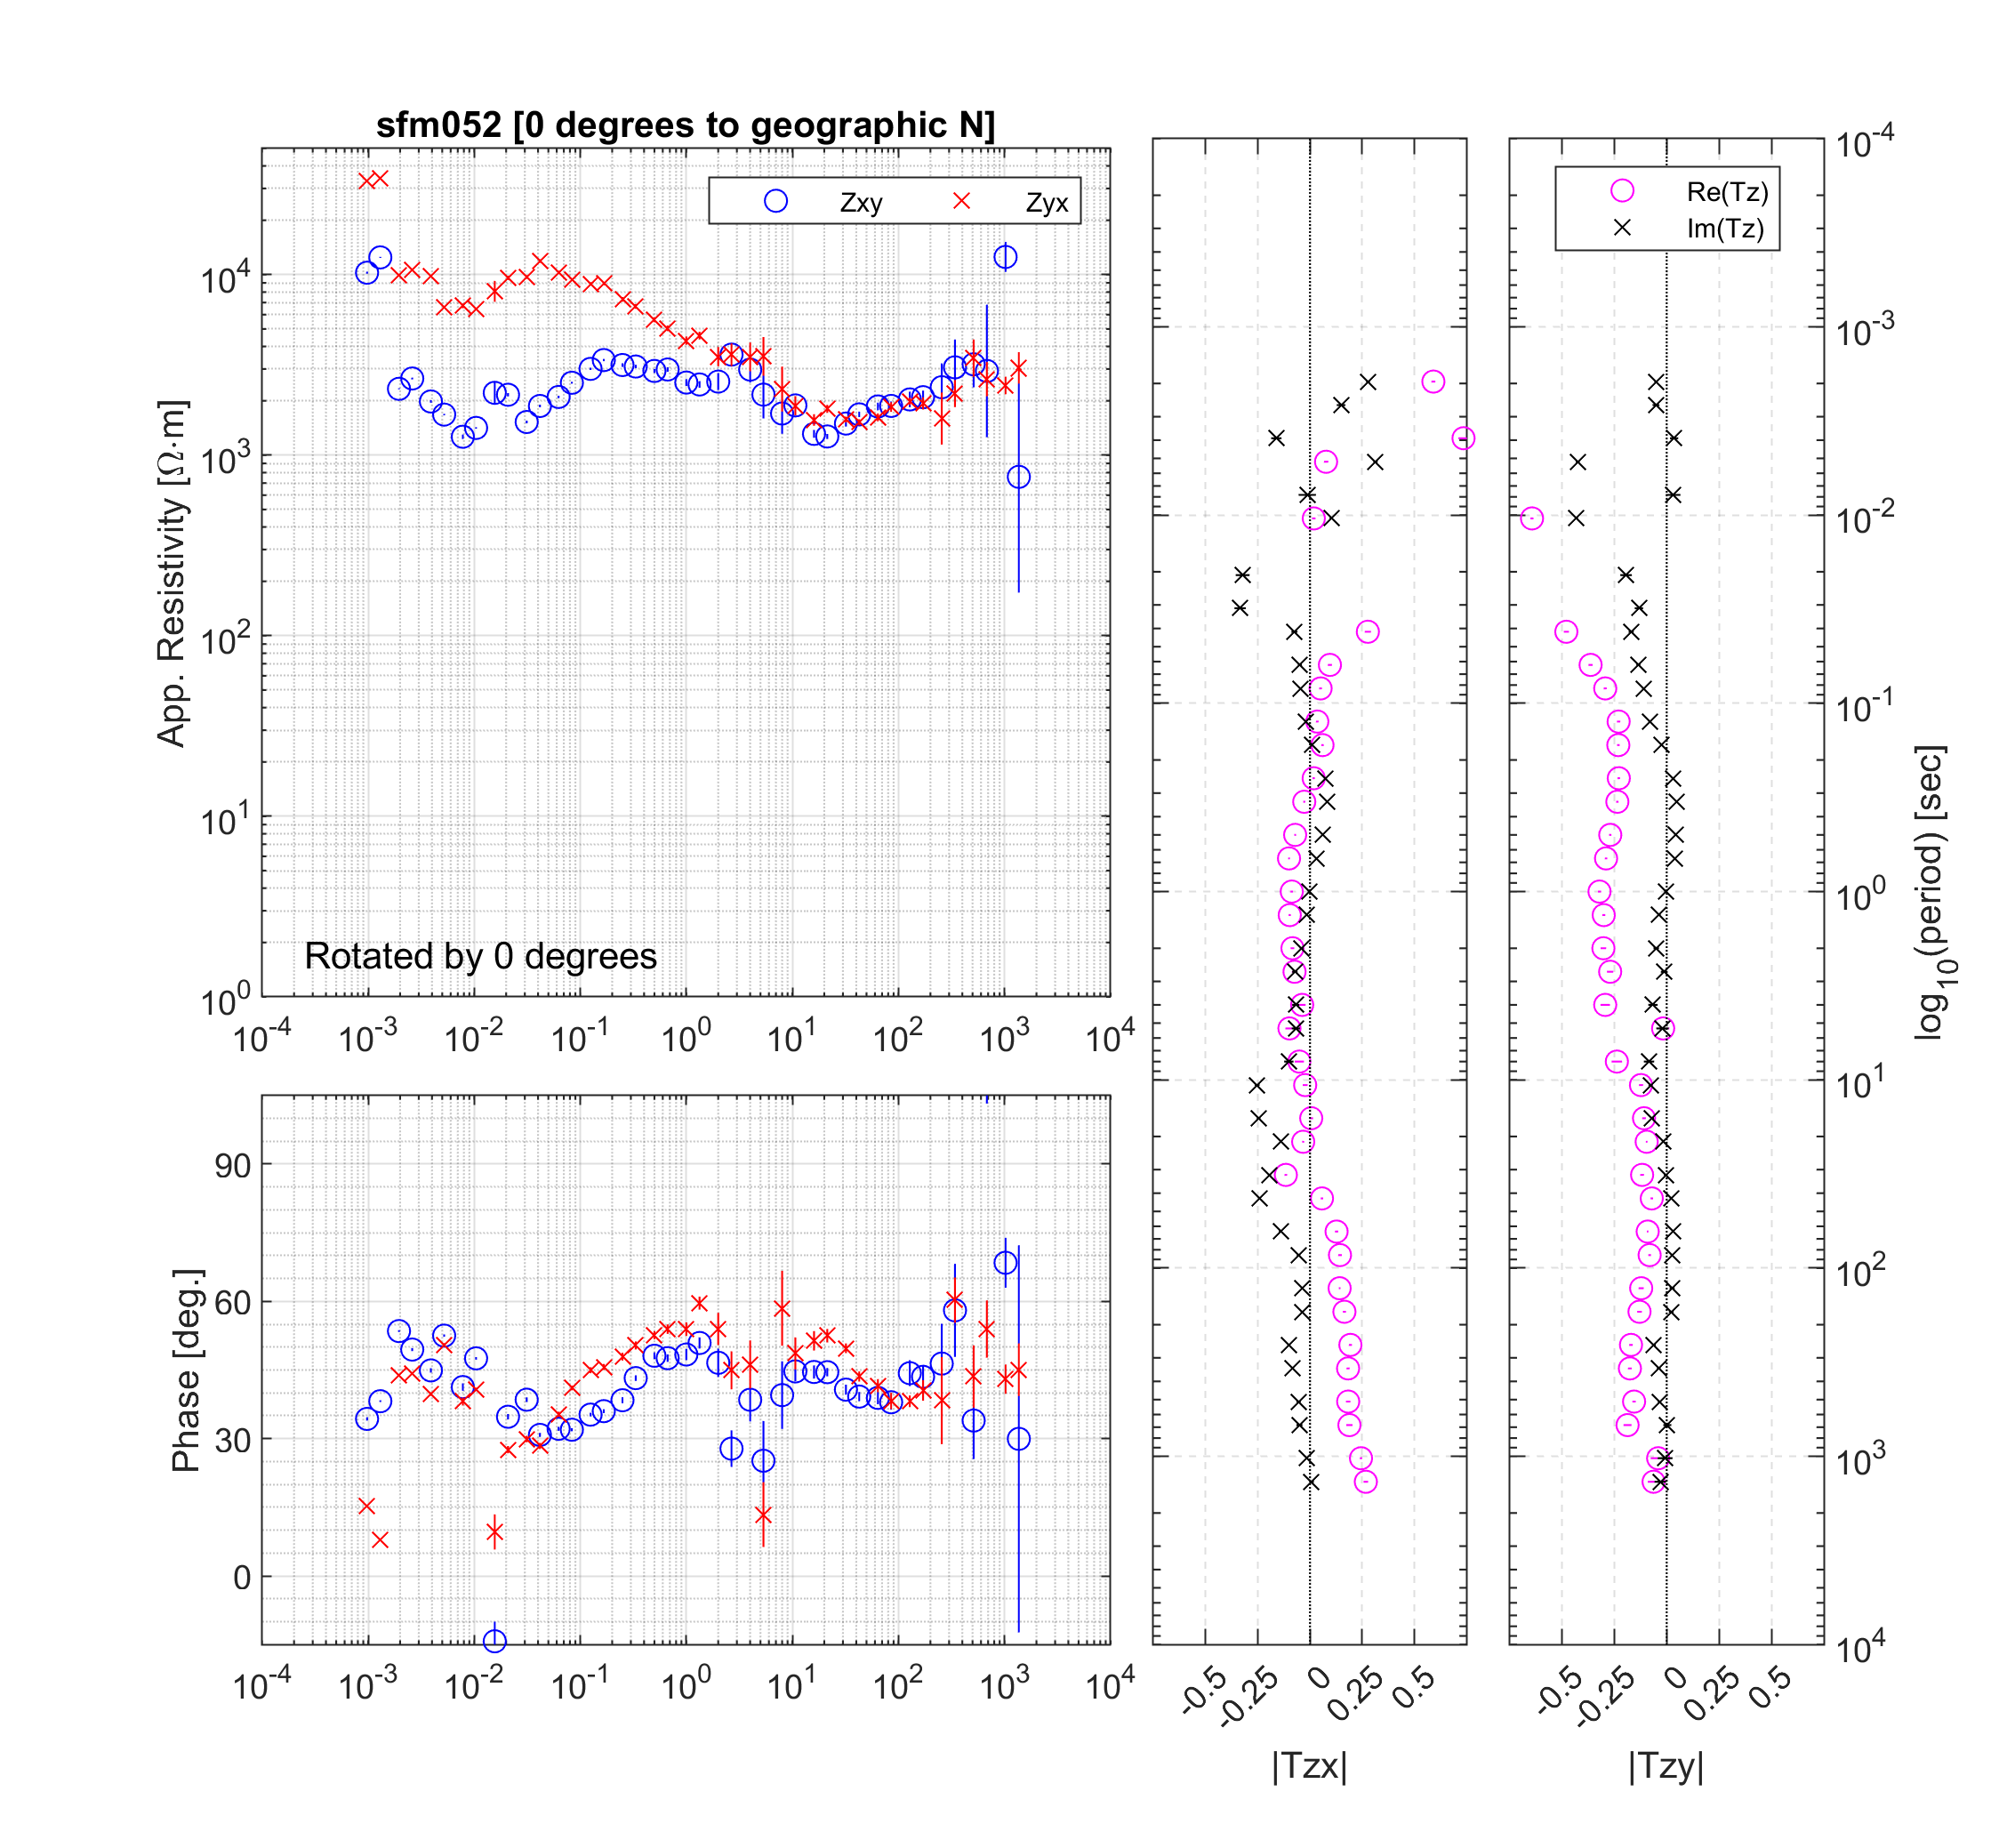 sfm052 [0 degrees to geographic N]
Zxy Zyx
App. Resistivity [Ω·m]
10^4
10^3
10^2
10^1
10^0
Rotated by 0 degrees
10^-4 10^-3 10^-2 10^-1 10^0 10^1 10^2 10^3 10^4
Phase [deg.]
90
60
30
0
10^-4 10^-3 10^-2 10^-1 10^0 10^1 10^2 10^3 10^4
-0.5 -0.25 0 0.25 0.5
|Tzx|
Re(Tz)
Im(Tz)
-0.5 -0.25 0 0.25 0.5
|Tzy|
10^-4
10^-3
10^-2
10^-1
10^0
10^1
10^2
10^3
10^4
log10(period) [sec]